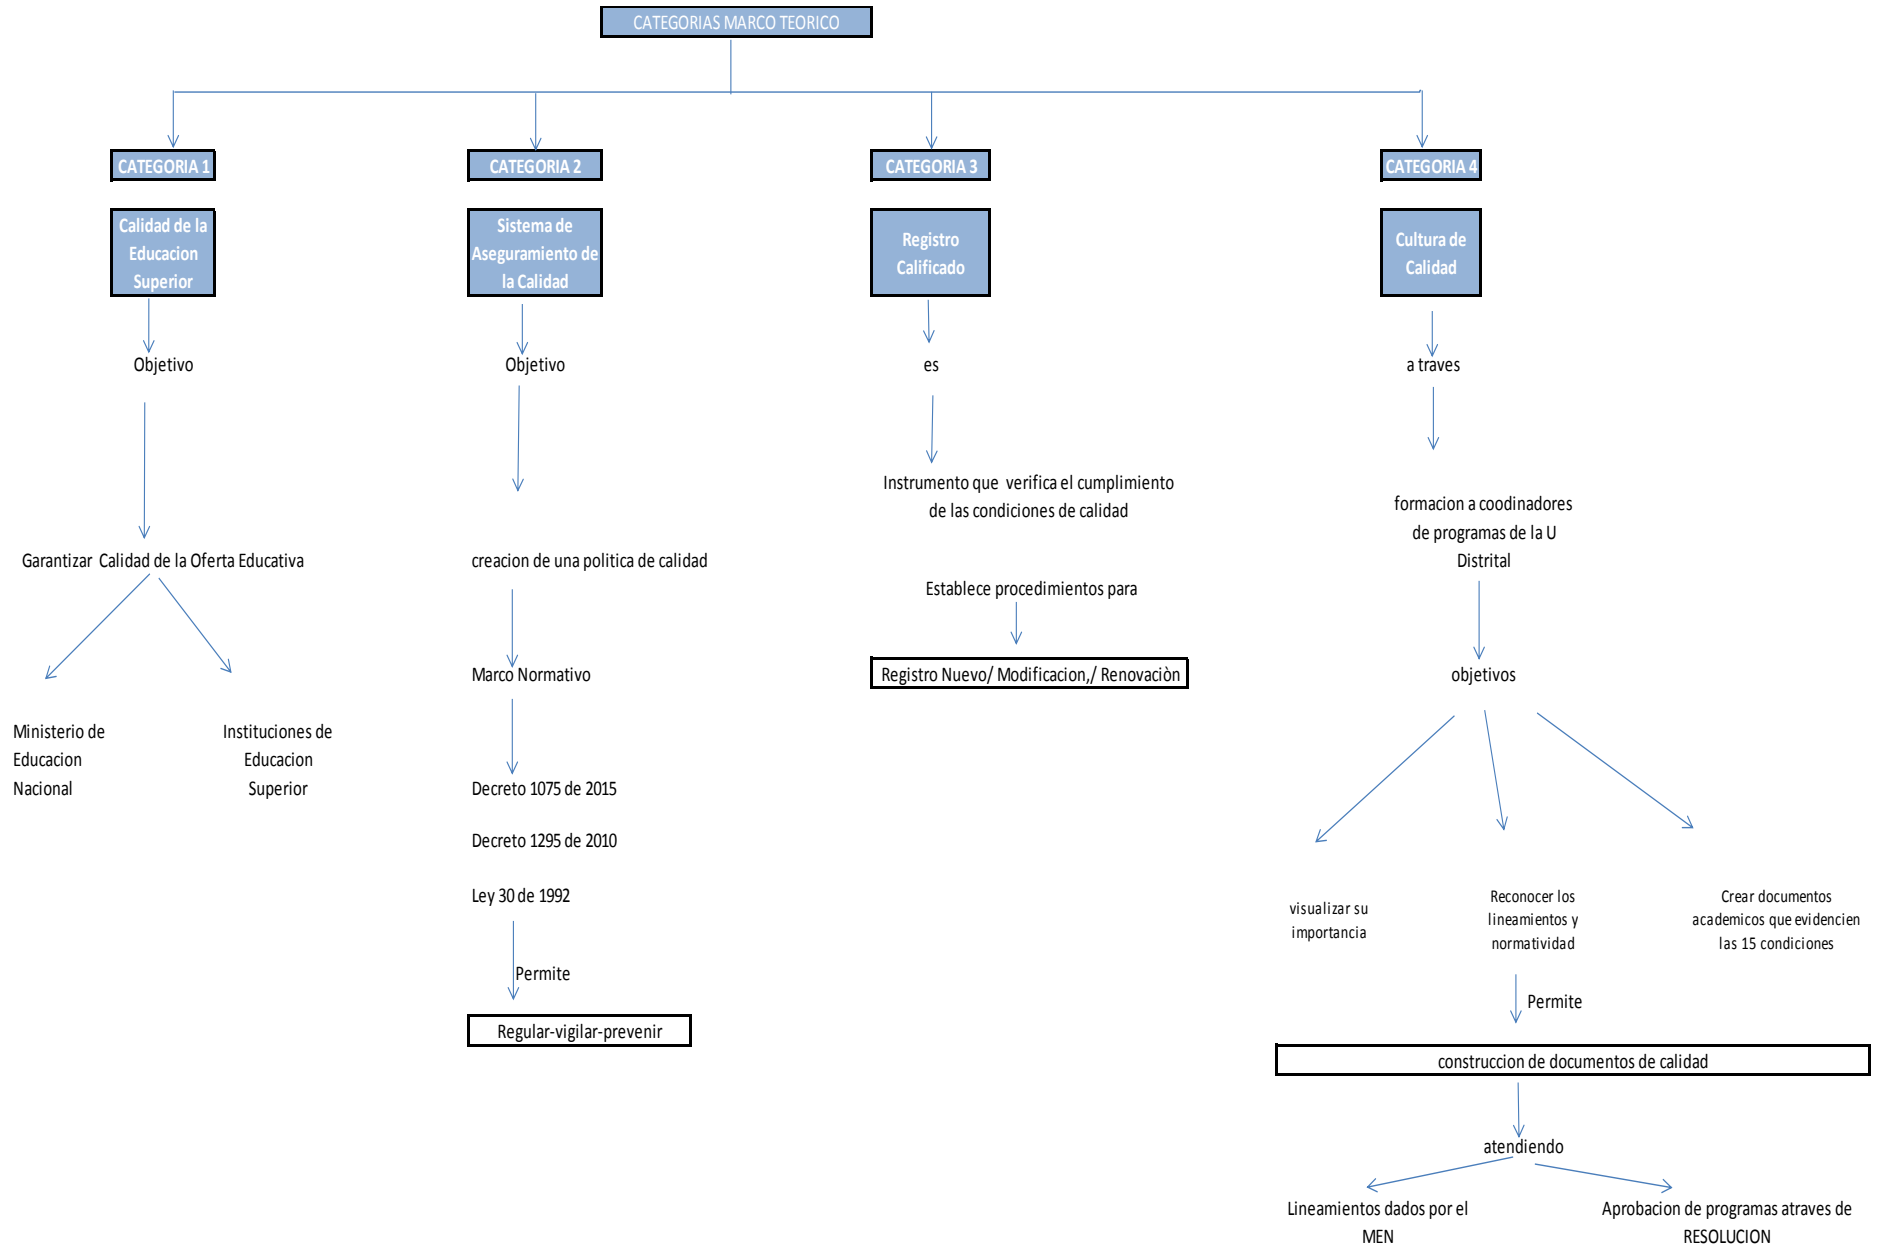 CATEGORIAS MARCO TEORICO
CATEGORIA 1
Calidad de la
Educacion
Superior
Objetivo
Garantizar Calidad de la Oferta Educativa
Ministerio de
Educacion
Nacional
Instituciones de
Educacion
Superior
CATEGORIA 2
Sistema de
Aseguramiento de
la Calidad
Objetivo
creacion de una politica de calidad
Marco Normativo
Decreto 1075 de 2015
Decreto 1295 de 2010
Ley 30 de 1992
Permite
Regular-vigilar-prevenir
CATEGORIA 3
Registro
Calificado
es
Instrumento que verifica el cumplimiento
de las condiciones de calidad
Establece procedimientos para
Registro Nuevo/ Modificacion,/ Renovaciòn
CATEGORIA 4
Cultura de
Calidad
a traves
formacion a coodinadores
de programas de la U
Distrital
objetivos
visualizar su
importancia
Reconocer los
lineamientos y
normatividad
Crear documentos
academicos que evidencien
las 15 condiciones
Permite
construccion de documentos de calidad
atendiendo
Lineamientos dados por el
MEN
Aprobacion de programas atraves de
RESOLUCION